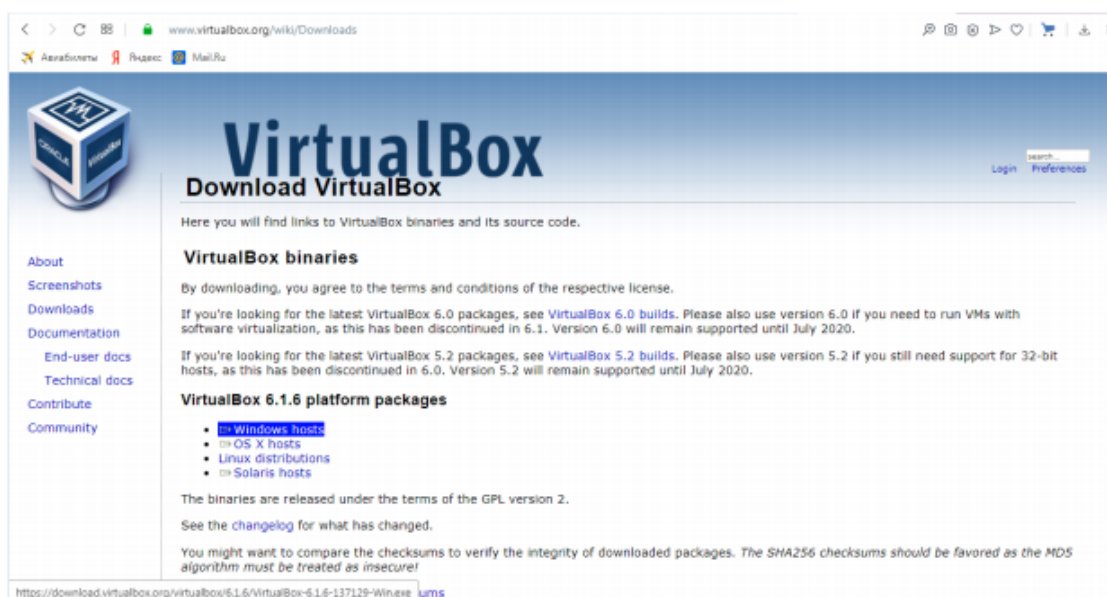 www.virtualbox.org/wiki/Downloads
Авиабилеты Яндекс Mail.Ru
ORACLE VirtualBox
VirtualBox
search...
Login Preferences
Download VirtualBox
Here you will find links to VirtualBox binaries and its source code.
About
Screenshots
Downloads
Documentation
End-user docs
Technical docs
Contribute
Community
VirtualBox binaries
By downloading, you agree to the terms and conditions of the respective license.
If you're looking for the latest VirtualBox 6.0 packages, see VirtualBox 6.0 builds. Please also use version 6.0 if you need to run VMs with
software virtualization, as this has been discontinued in 6.1. Version 6.0 will remain supported until July 2020.
If you're looking for the latest VirtualBox 5.2 packages, see VirtualBox 5.2 builds. Please also use version 5.2 if you still need support for 32-bit
hosts, as this has been discontinued in 6.0. Version 5.2 will remain supported until July 2020.
VirtualBox 6.1.6 platform packages
Windows hosts
OS X hosts
Linux distributions
Solaris hosts
The binaries are released under the terms of the GPL version 2.
See the changelog for what has changed.
You might want to compare the checksums to verify the integrity of downloaded packages. The SHA256 checksums should be favored as the MD5
algorithm must be treated as insecure!
https://download.virtualbox.org/virtualbox/6.1.6/VirtualBox-6.1.6-137129-Win.exe ums